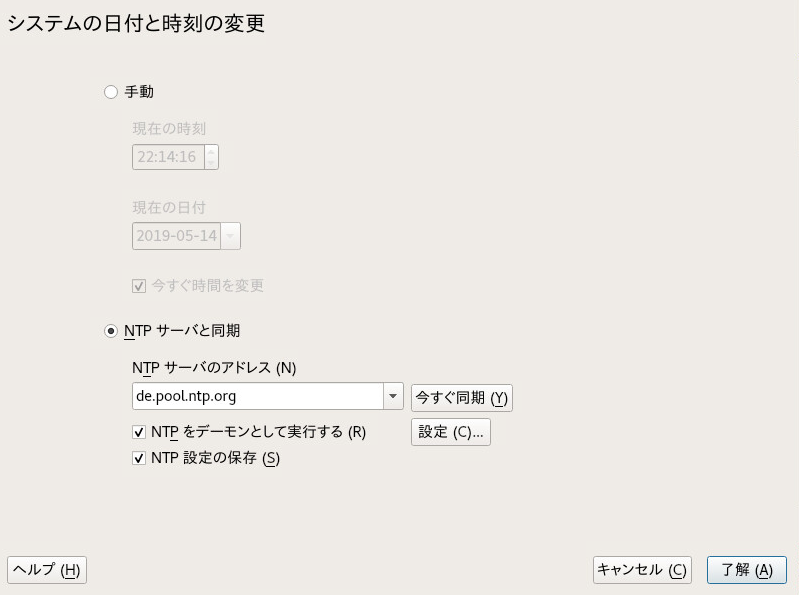 システムの日付と時刻の変更
手動
現在の時刻
22:14:16
現在の日付
2019-05-14
今すぐ時間を変更
NTP サーバと同期
NTP サーバのアドレス (N)
de.pool.ntp.org
今すぐ同期 (Y)
NTP をデーモンとして実行する (R)
設定 (C)...
NTP 設定の保存 (S)
ヘルプ (H)
キャンセル (C)
了解 (A)